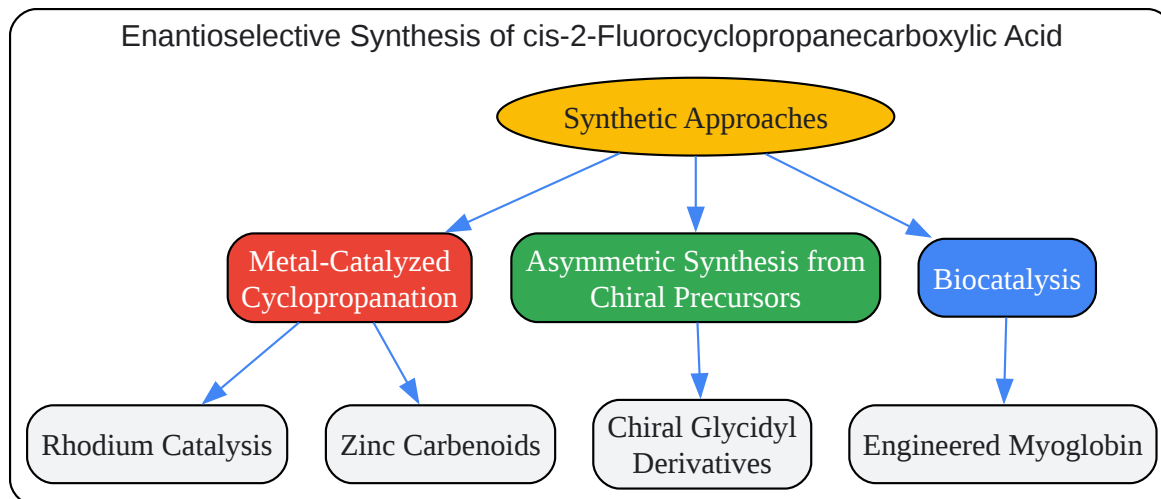 Enantioselective Synthesis of cis-2-Fluorocyclopropanecarboxylic Acid
Synthetic Approaches
Metal-Catalyzed
Cyclopropanation
Asymmetric Synthesis from
Chiral Precursors
Biocatalysis
Rhodium Catalysis
Zinc Carbenoids
Chiral Glycidyl
Derivatives
Engineered Myoglobin